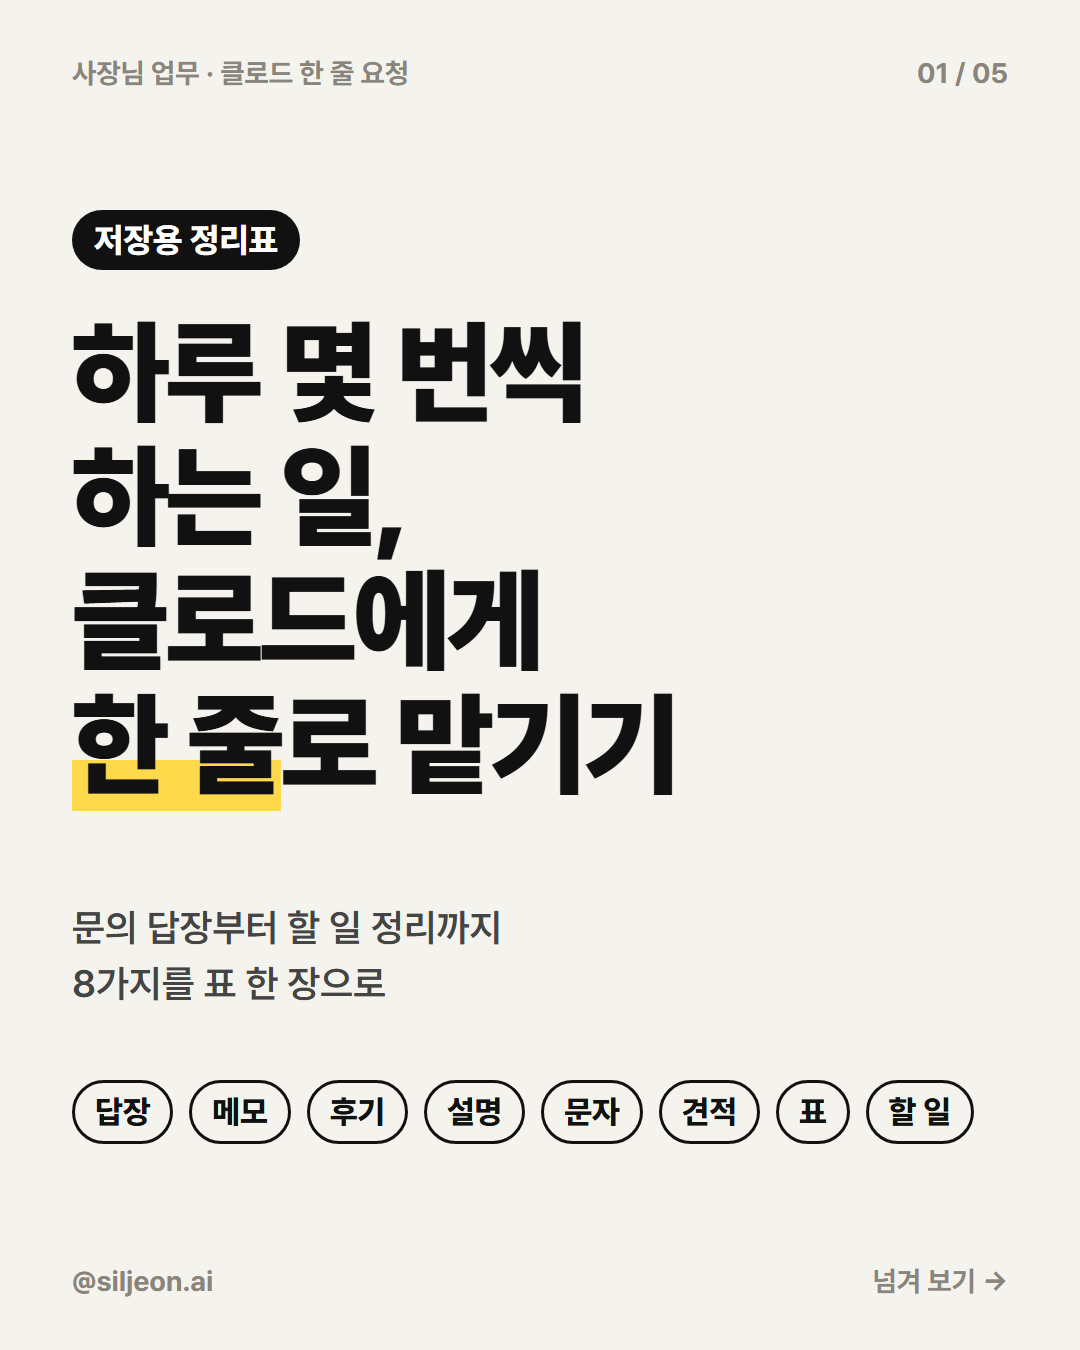 사장님 업무 · 클로드 한 줄 요청
01 / 05
저장용 정리표
하루 몇 번씩
하는 일,
클로드에게
한 줄로 맡기기
문의 답장부터 할 일 정리까지
8가지를 표 한 장으로
답장 메모 후기 설명 문자 견적 표 할 일
@siljeon.ai
넘겨 보기 →